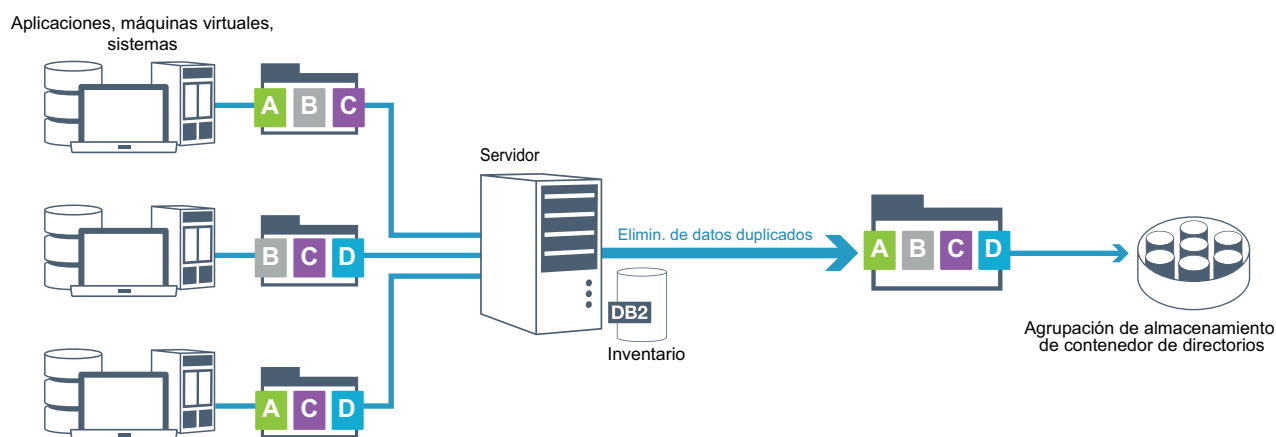 Aplicaciones, máquinas virtuales,
sistemas
A B C
Servidor
B C D
Elimin. de datos duplicados
A B C D
DB2
Inventario
Agrupación de almacenamiento
de contenedor de directorios
A C D